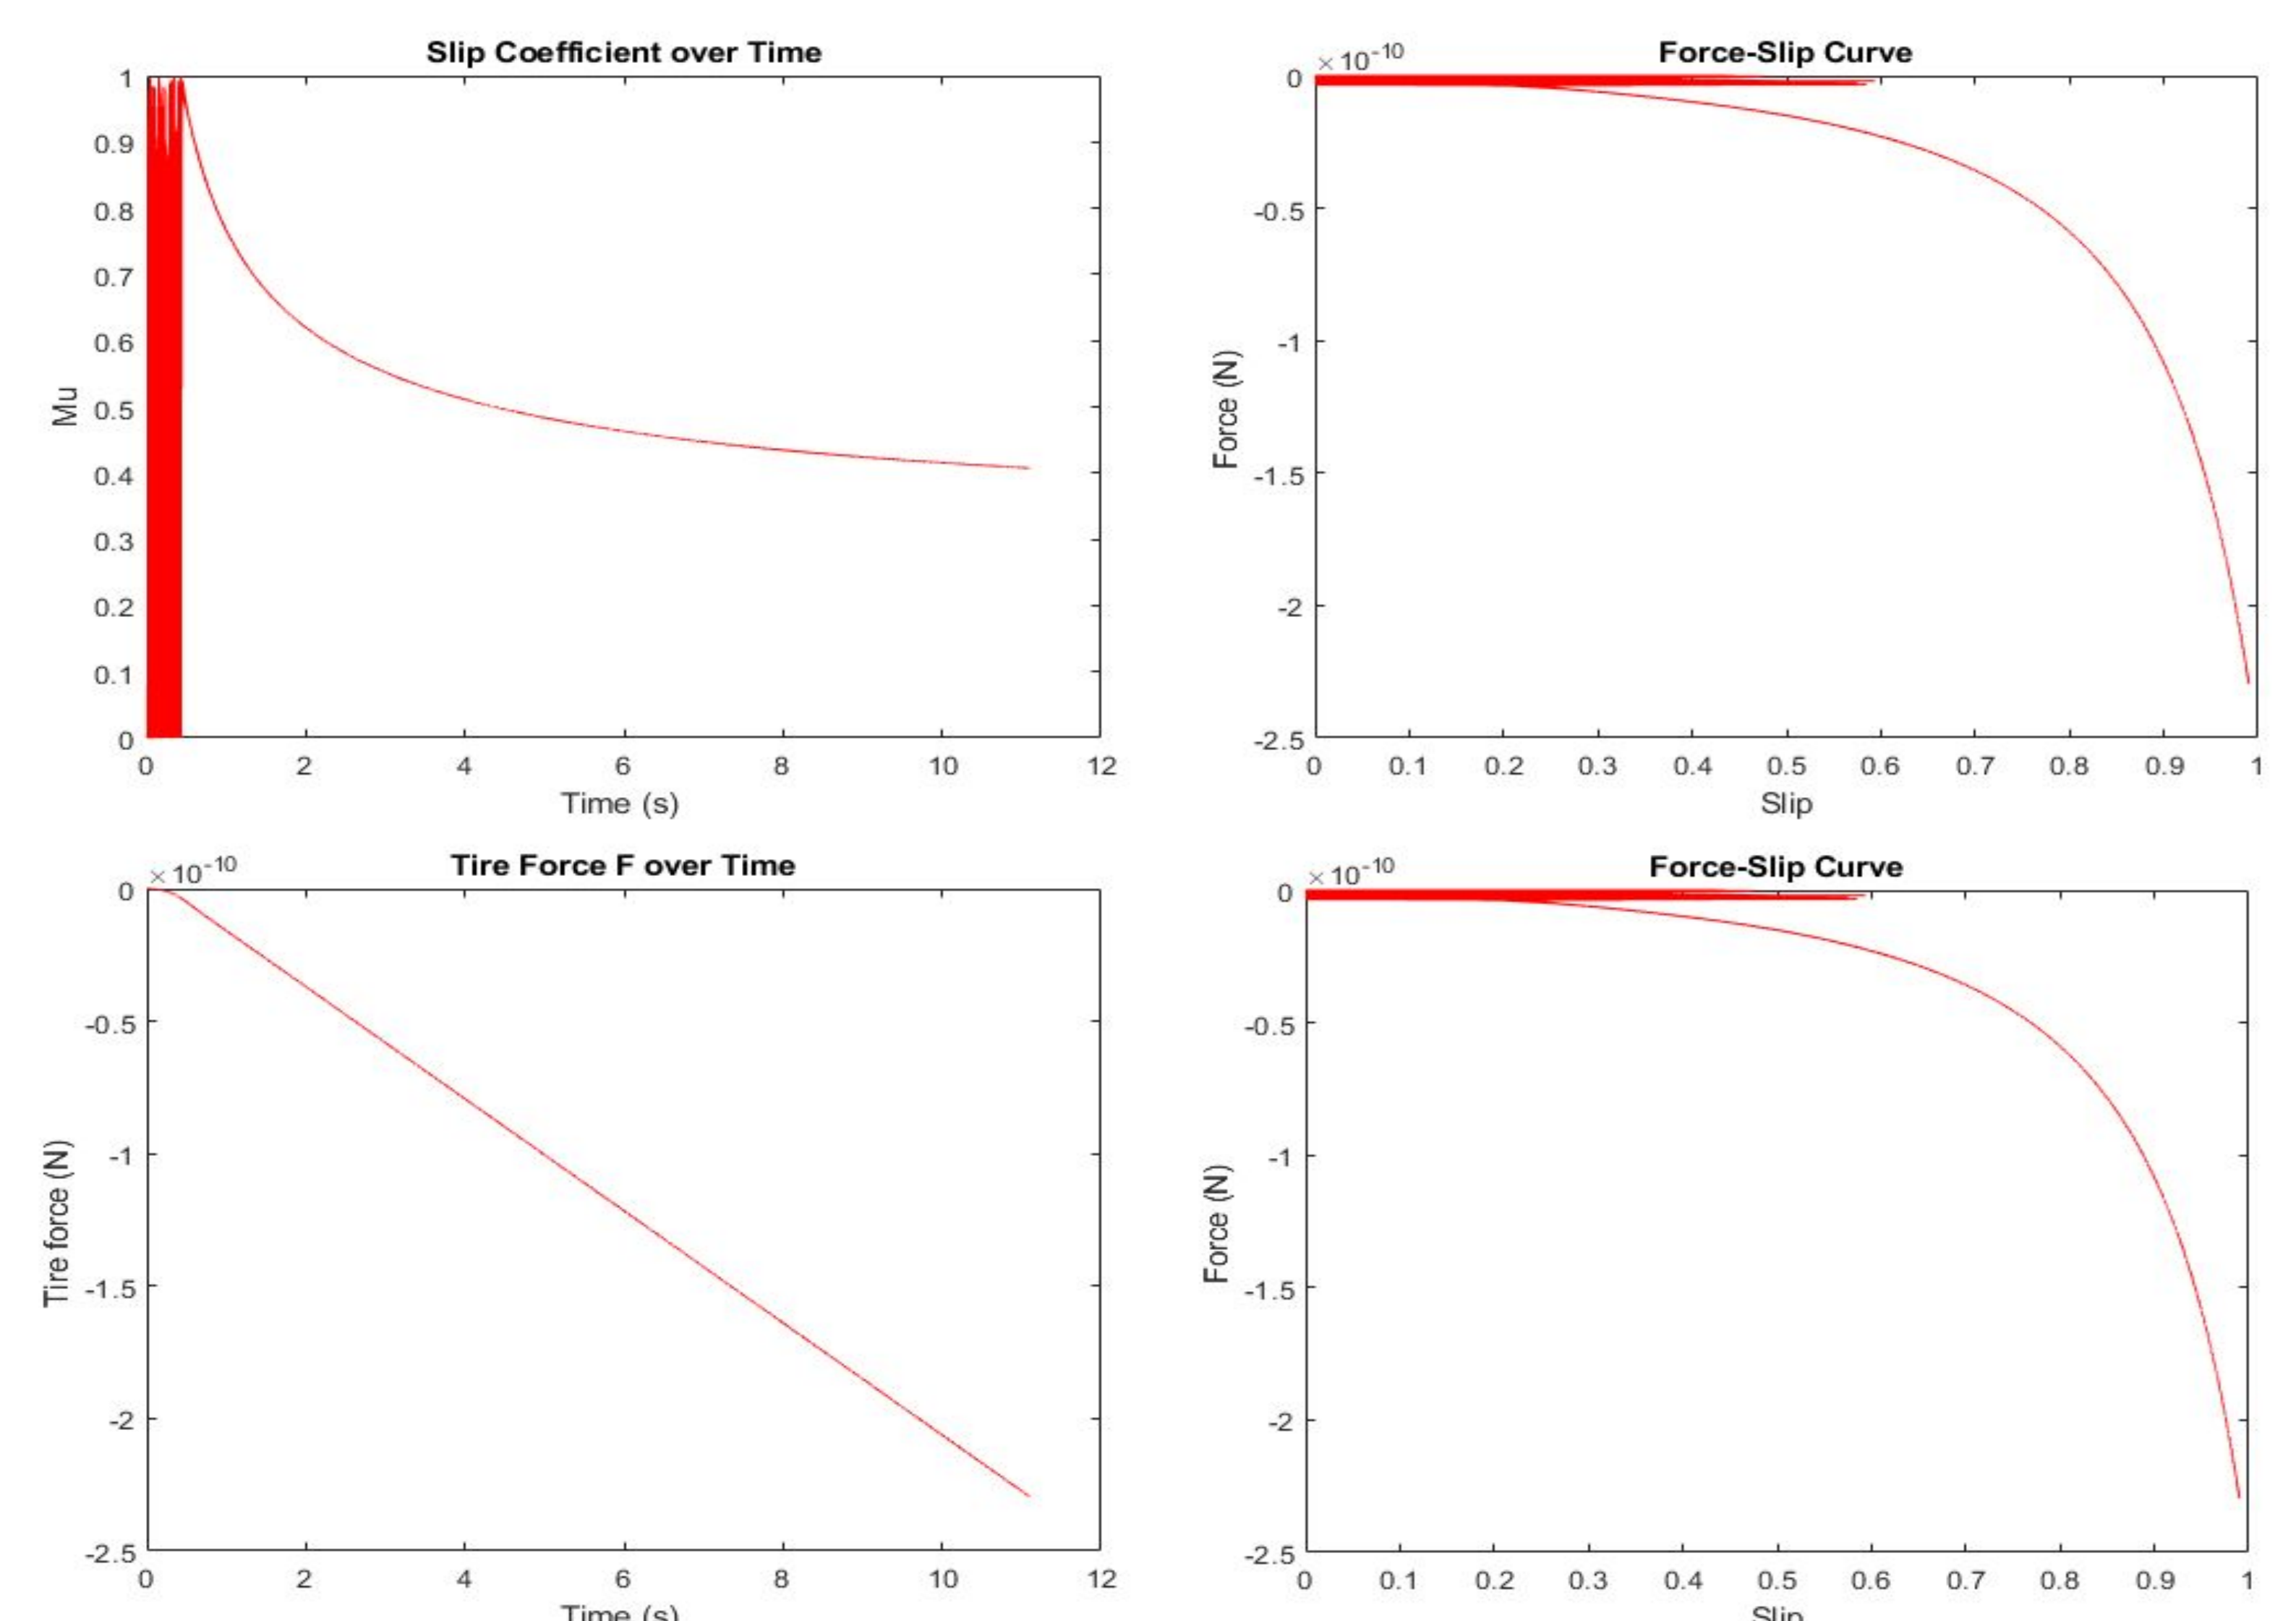 Slip Coefficient over Time
1
0.9
0.8
0.7
0.6
0.5
0.4
0.3
0.2
0.1
0
Mu
0 2 4 6 8 10 12
Time (s)
Force-Slip Curve
×10-10
0
-0.5
-1
-1.5
-2
-2.5
Force (N)
0 0.1 0.2 0.3 0.4 0.5 0.6 0.7 0.8 0.9 1
Slip
Tire Force F over Time
×10-10
0
-0.5
-1
-1.5
-2
-2.5
Tire force (N)
0 2 4 6 8 10 12
Time (s)
Force-Slip Curve
×10-10
0
-0.5
-1
-1.5
-2
-2.5
Force (N)
0 0.1 0.2 0.3 0.4 0.5 0.6 0.7 0.8 0.9 1
Slip